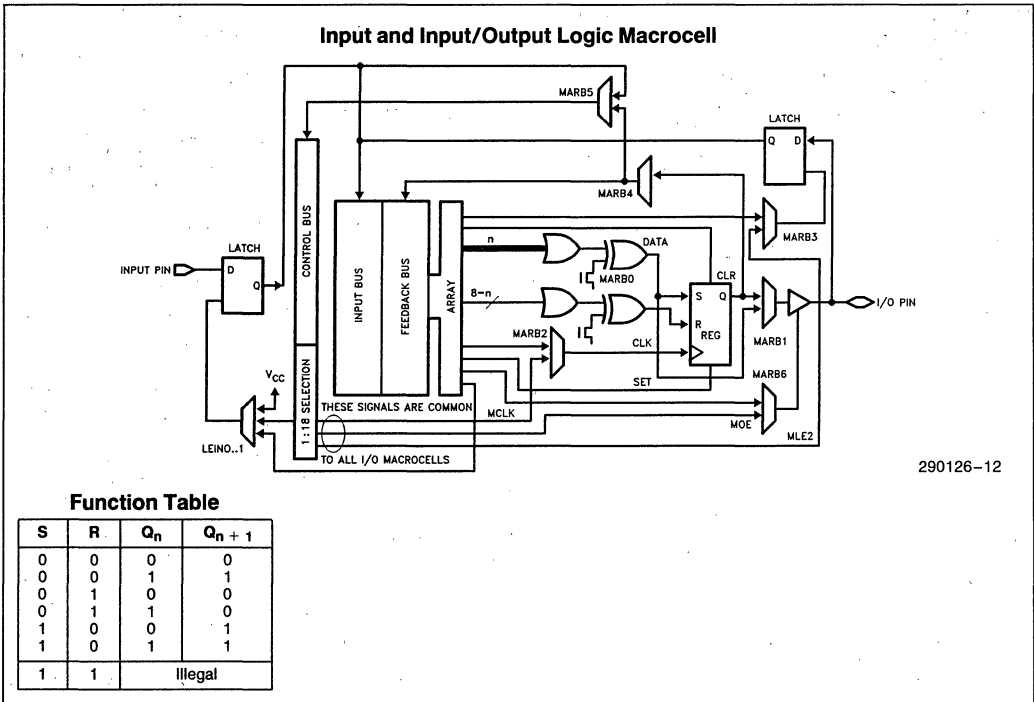 Input and Input/Output Logic Macrocell
MARB5
LATCH
Q D
MARB4
MARB3
CONTROL BUS
INPUT BUS
FEEDBACK BUS
ARRAY
n
DATA
MARB0
CLR
LATCH
INPUT PIN
D
Q
8-n
S Q
R REG
I/O PIN
MARB1
MARB2
CLK
SET
MARB6
VCC
1:18 SELECTION
THESE SIGNALS ARE COMMON
MCLK
MOE
MLE2
LEIN0..1
TO ALL I/O MACROCELLS
290126–12
Function Table
S R Qn Qn + 1
0 0 0 0
0 0 1 1
0 1 0 0
0 1 1 0
1 0 0 1
1 0 1 1
1 1 Illegal